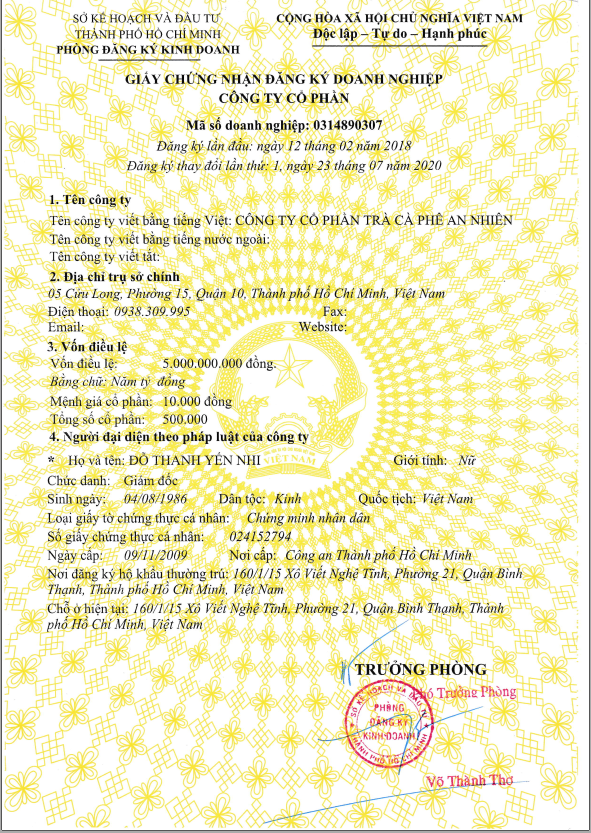 SỞ KẾ HOẠCH VÀ ĐẦU TƯ
THÀNH PHỐ HỒ CHÍ MINH
PHÒNG ĐĂNG KÝ KINH DOANH
CỘNG HÒA XÃ HỘI CHỦ NGHĨA VIỆT NAM
Độc lập – Tự do – Hạnh phúc
GIẤY CHỨNG NHẬN ĐĂNG KÝ DOANH NGHIỆP
CÔNG TY CỔ PHẦN
Mã số doanh nghiệp: 0314890307
Đăng ký lần đầu: ngày 12 tháng 02 năm 2018
Đăng ký thay đổi lần thứ: 1, ngày 23 tháng 07 năm 2020
1. Tên công ty
Tên công ty viết bằng tiếng Việt: CÔNG TY CỔ PHẦN TRÀ CÀ PHÊ AN NHIÊN
Tên công ty viết bằng tiếng nước ngoài:
Tên công ty viết tắt:
2. Địa chỉ trụ sở chính
05 Cửu Long, Phường 15, Quận 10, Thành phố Hồ Chí Minh, Việt Nam
Điện thoại: 0938.309.995 Fax:
Email: Website:
3. Vốn điều lệ
Vốn điều lệ: 5.000.000.000 đồng.
Bằng chữ: Năm tỷ đồng
Mệnh giá cổ phần: 10.000 đồng
Tổng số cổ phần: 500.000
4. Người đại diện theo pháp luật của công ty
* Họ và tên: ĐỖ THANH YẾN NHI Giới tính: Nữ
Chức danh: Giám đốc
Sinh ngày: 04/08/1986 Dân tộc: Kinh Quốc tịch: Việt Nam
Loại giấy tờ chứng thực cá nhân: Chứng minh nhân dân
Số giấy chứng thực cá nhân: 024152794
Ngày cấp: 09/11/2009 Nơi cấp: Công an Thành phố Hồ Chí Minh
Nơi đăng ký hộ khẩu thường trú: 160/1/15 Xô Viết Nghệ Tĩnh, Phường 21, Quận Bình
Thạnh, Thành phố Hồ Chí Minh, Việt Nam
Chỗ ở hiện tại: 160/1/15 Xô Viết Nghệ Tĩnh, Phường 21, Quận Bình Thạnh, Thành
phố Hồ Chí Minh, Việt Nam
TRƯỞNG PHÒNG
Phó Trưởng Phòng
SỞ KẾ HOẠCH VÀ ĐẦU TƯ
PHÒNG
ĐĂNG KÝ
KINH DOANH
THÀNH PHỐ HỒ CHÍ MINH
Võ Thành Thơ
VIỆT NAM